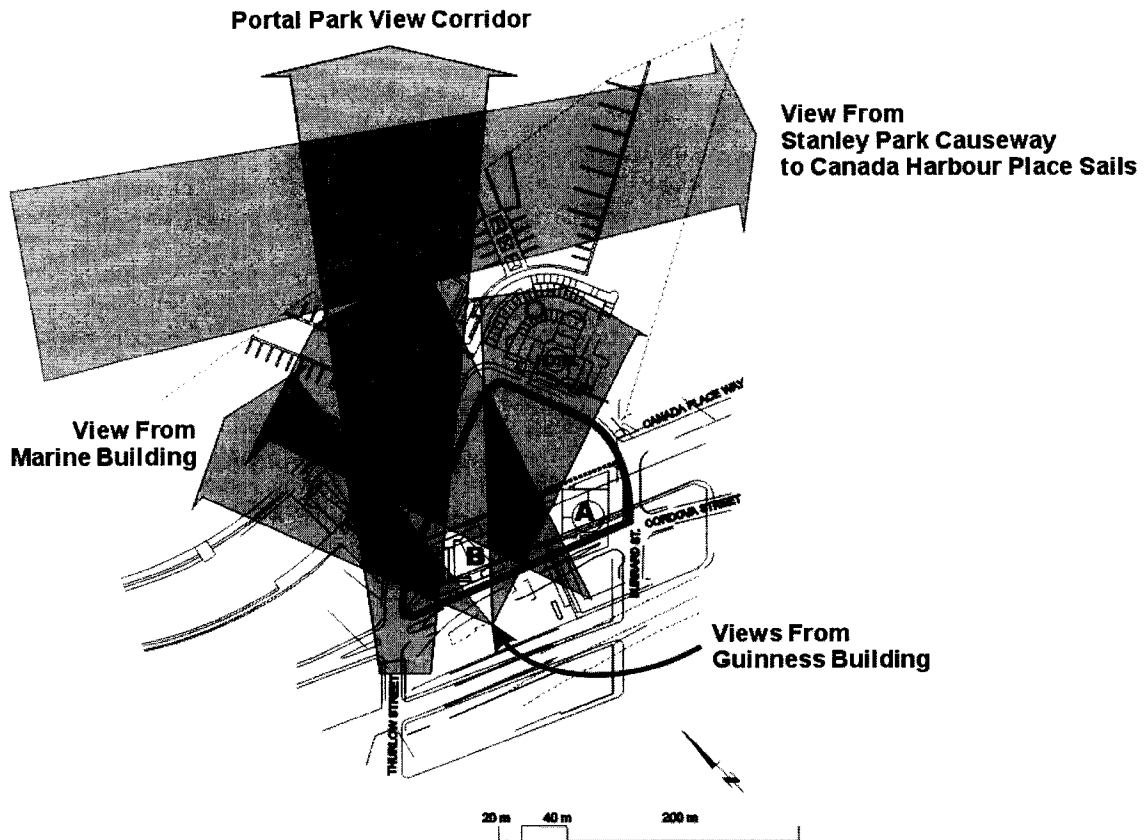 Portal Park View Corridor
View From
Stanley Park Causeway
to Canada Harbour Place Sails
View From
Marine Building
CANADA PLACE WAY
A
CORDOVA STREET
B
BURRARD ST.
Views From
Guinness Building
THURLOW STREET
N
20 m 40 m 200 m